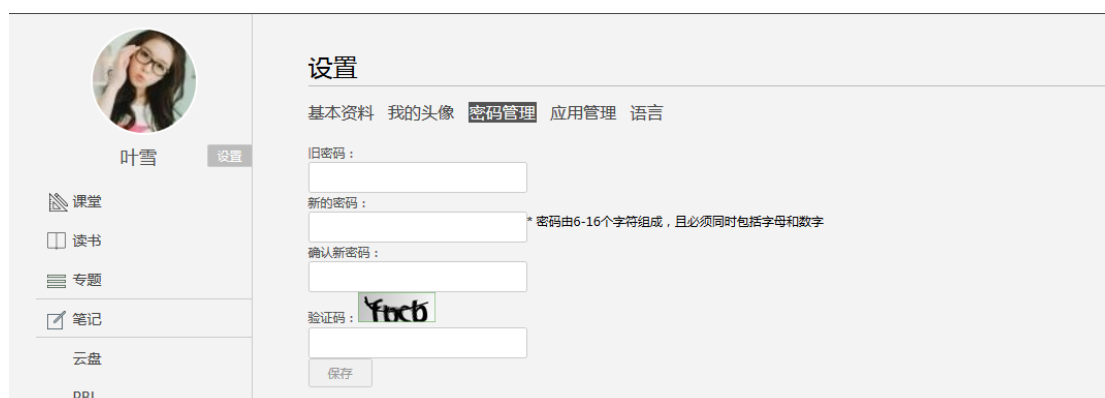 设置
基本资料 我的头像 密码管理 应用管理 语言
叶雪 设置
课堂
读书
专题
笔记
云盘
旧密码：
新的密码：
* 密码由6-16个字符组成，且必须同时包括字母和数字
确认新密码：
验证码：
保存